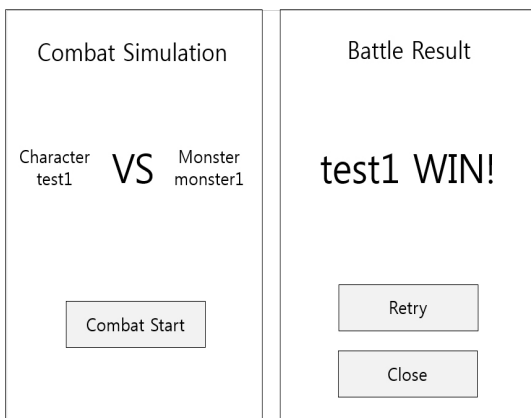 Combat Simulation
Character
test1
VS
Monster
monster1
Combat Start
Battle Result
test1 WIN!
Retry
Close